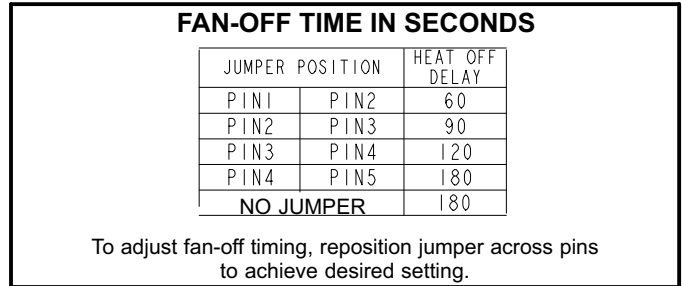 FAN-OFF TIME IN SECONDS
JUMPER POSITION HEAT OFF DELAY
PIN1 PIN2 60
PIN2 PIN3 90
PIN3 PIN4 120
PIN4 PIN5 180
NO JUMPER 180
To adjust fan-off timing, reposition jumper across pins
to achieve desired setting.